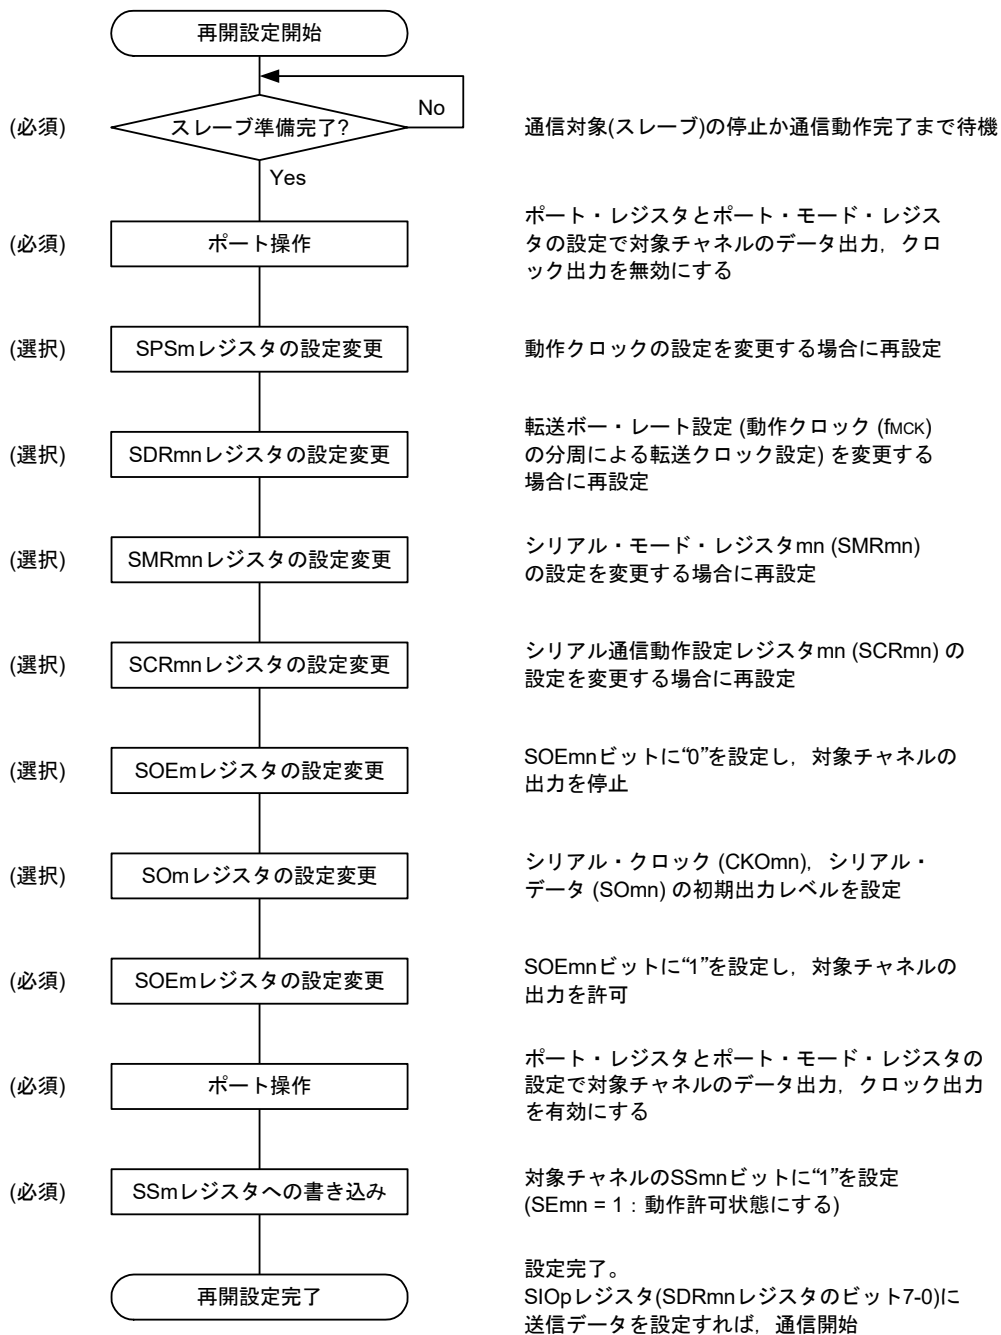 再開設定開始
No
(必須)
スレーブ準備完了?
通信対象(スレーブ)の停止か通信動作完了まで待機
Yes
(必須)
ポート操作
ポート・レジスタとポート・モード・レジス
タの設定で対象チャネルのデータ出力，クロ
ック出力を無効にする
(選択)
SPSmレジスタの設定変更
動作クロックの設定を変更する場合に再設定
(選択)
SDRmnレジスタの設定変更
転送ボー・レート設定 (動作クロック (fMCK)
の分周による転送クロック設定) を変更する
場合に再設定
(選択)
SMRmnレジスタの設定変更
シリアル・モード・レジスタmn (SMRmn)
の設定を変更する場合に再設定
(選択)
SCRmnレジスタの設定変更
シリアル通信動作設定レジスタmn (SCRmn) の
設定を変更する場合に再設定
(選択)
SOEmレジスタの設定変更
SOEmnビットに“0”を設定し，対象チャネルの
出力を停止
(選択)
SOmレジスタの設定変更
シリアル・クロック (CKOmn)，シリアル・
データ (SOmn) の初期出力レベルを設定
(必須)
SOEmレジスタの設定変更
SOEmnビットに“1”を設定し，対象チャネルの
出力を許可
(必須)
ポート操作
ポート・レジスタとポート・モード・レジスタの
設定で対象チャネルのデータ出力，クロック出力
を有効にする
(必須)
SSmレジスタへの書き込み
対象チャネルのSSmnビットに“1”を設定
(SEmn = 1：動作許可状態にする)
再開設定完了
設定完了。
SIOpレジスタ(SDRmnレジスタのビット7-0)に
送信データを設定すれば，通信開始